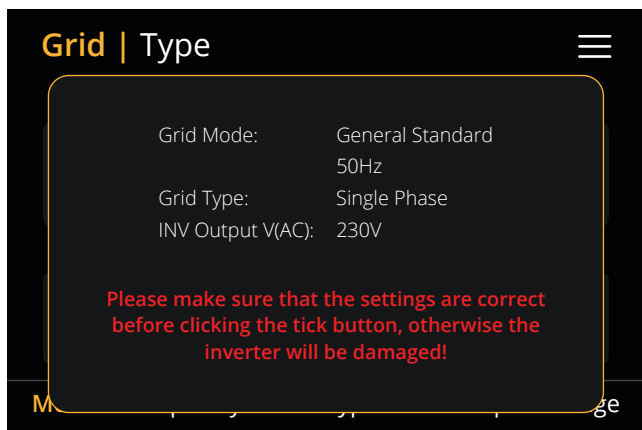 Grid | Type
Grid Mode: General Standard
50Hz
Grid Type: Single Phase
INV Output V(AC): 230V
Please make sure that the settings are correct
before clicking the tick button, otherwise the
inverter will be damaged!